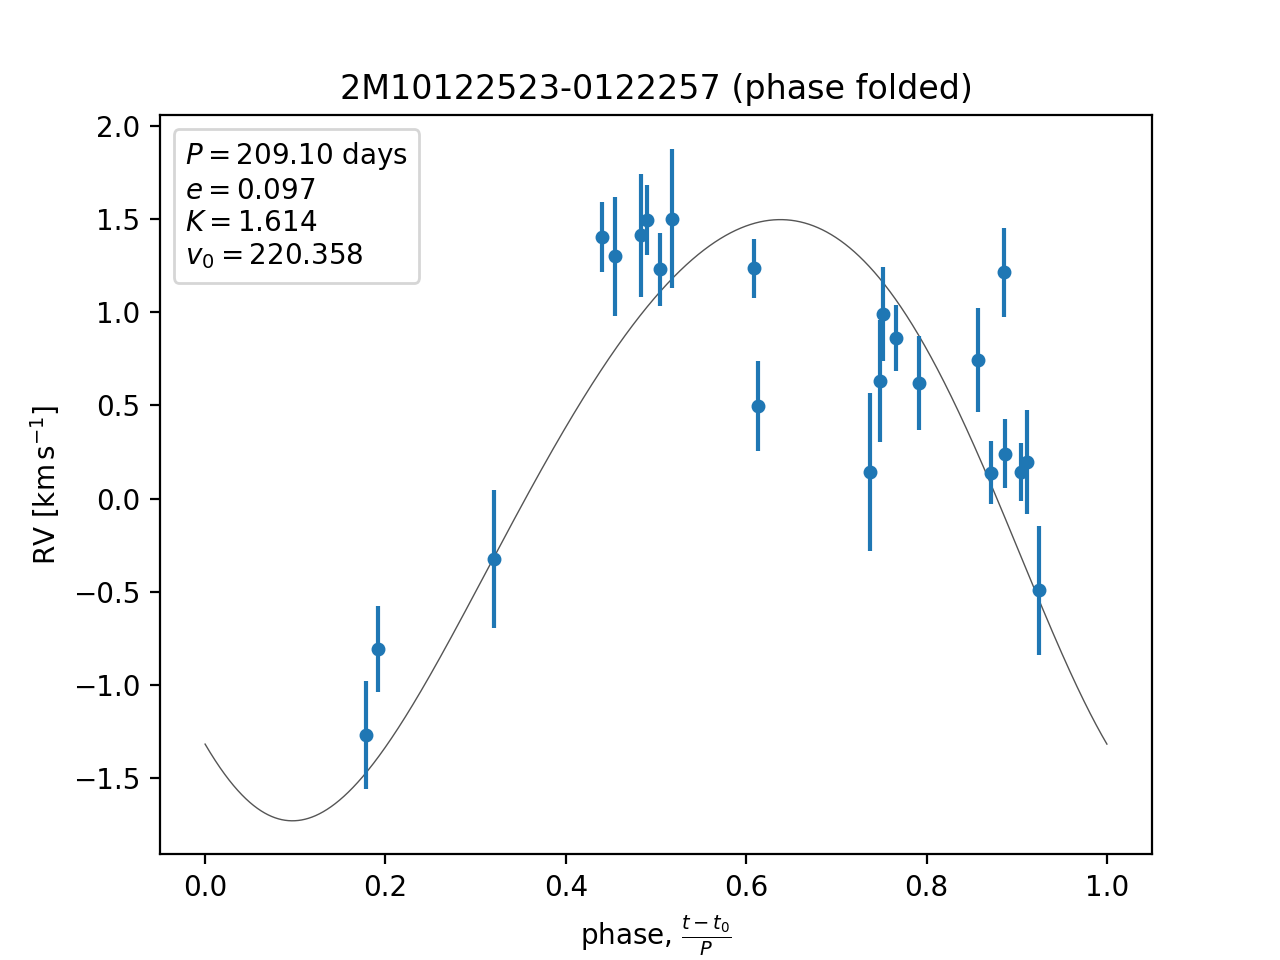 2M10122523-0122257 (phase folded)
P = 209.10 days
e = 0.097
K = 1.614
v₀ = 220.358
2.0
1.5
1.0
0.5
0.0
−0.5
−1.0
−1.5
RV [km s⁻¹]
0.0 0.2 0.4 0.6 0.8 1.0
phase, (t − t₀)/P